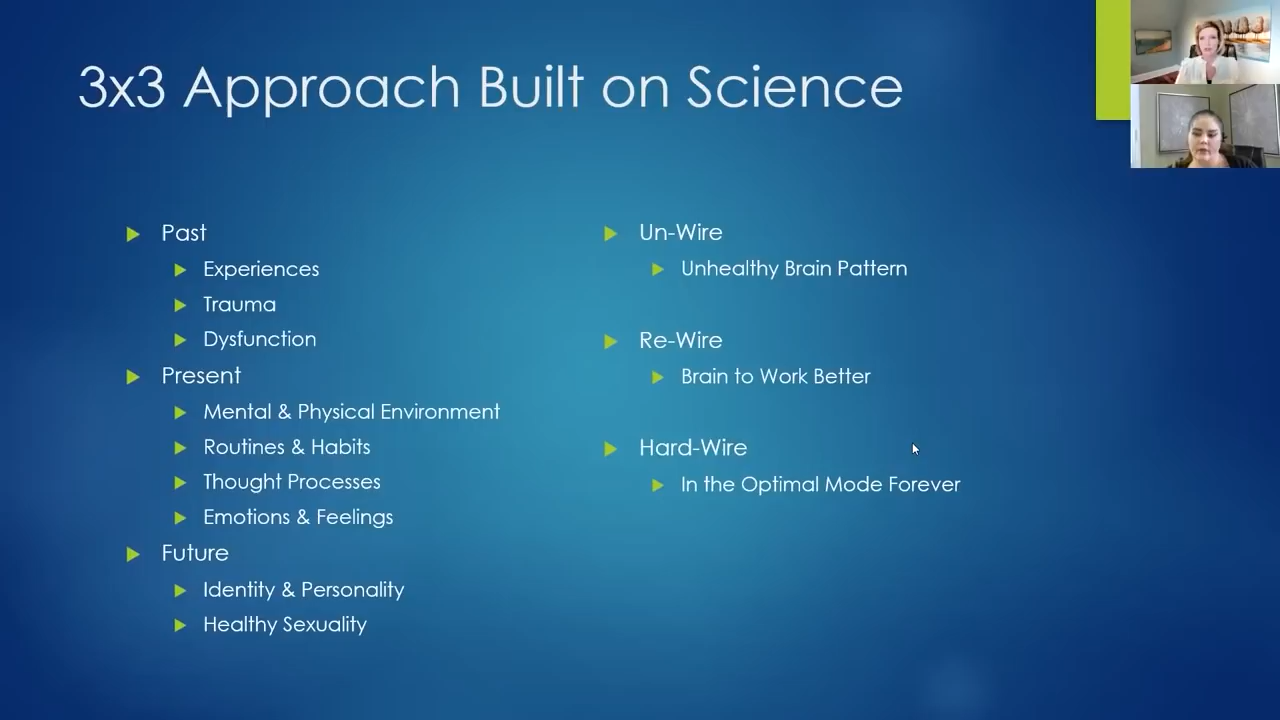 3x3 Approach Built on Science
Past
Experiences
Trauma
Dysfunction
Present
Mental & Physical Environment
Routines & Habits
Thought Processes
Emotions & Feelings
Future
Identity & Personality
Healthy Sexuality
Un-Wire
Unhealthy Brain Pattern
Re-Wire
Brain to Work Better
Hard-Wire
In the Optimal Mode Forever